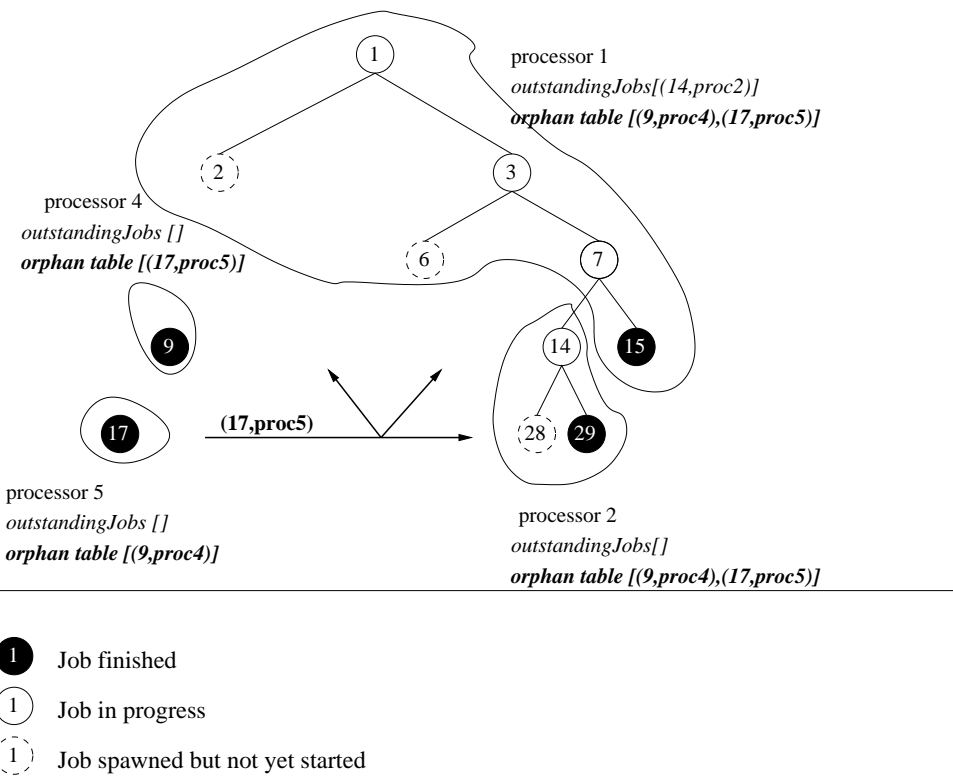 1
processor 1
outstandingJobs[(14,proc2)]
orphan table [(9,proc4),(17,proc5)]
2
3
processor 4
outstandingJobs []
orphan table [(17,proc5)]
6
7
9
14
15
(17,proc5)
17
28
29
processor 5
outstandingJobs []
orphan table [(9,proc4)]
processor 2
outstandingJobs[]
orphan table [(9,proc4),(17,proc5)]
1 Job finished
1 Job in progress
1 Job spawned but not yet started